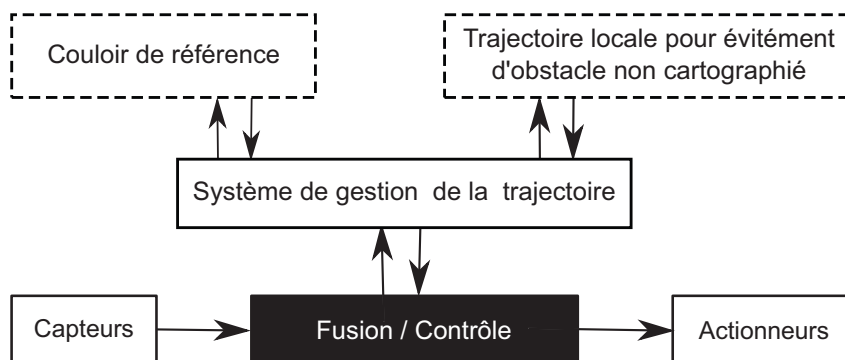 Couloir de référence
Trajectoire locale pour évitément
d'obstacle non cartographié
Système de gestion de la trajectoire
Capteurs
Fusion / Contrôle
Actionneurs